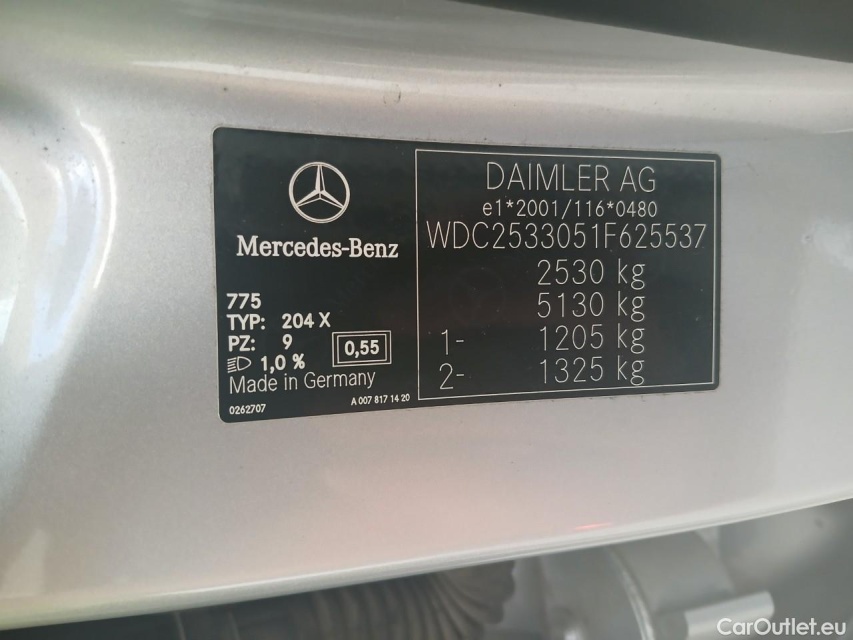 Mercedes-Benz
775
TYP: 204 X
PZ: 9
1,0 %
0,55
Made in Germany
0262707
A 007 817 14 20
DAIMLER AG
e1*2001/116*0480
WDC2533051F625537
2530 kg
5130 kg
1- 1205 kg
2- 1325 kg
CarOutlet.eu